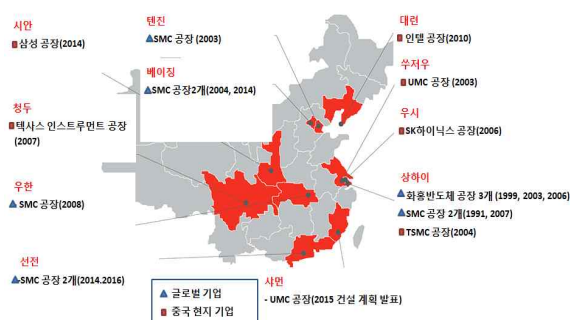 시안
삼성 공장(2014)
텐진
SMC 공장 (2003)
대련
인텔 공장(2010)
쑤저우
UMC 공장 (2003)
베이징
SMC 공장2개(2004, 2014)
청두
텍사스 인스트루먼트 공장
(2007)
우시
SK하이닉스 공장(2006)
우한
SMC 공장(2008)
상하이
화홍반도체 공장 3개 (1999, 2003, 2006)
SMC 공장 2개(1991, 2007)
TSMC 공장(2004)
선전
SMC 공장 2개(2014.2016)
샤먼
- UMC 공장(2015 건설 계획 발표)
글로벌 기업
중국 현지 기업